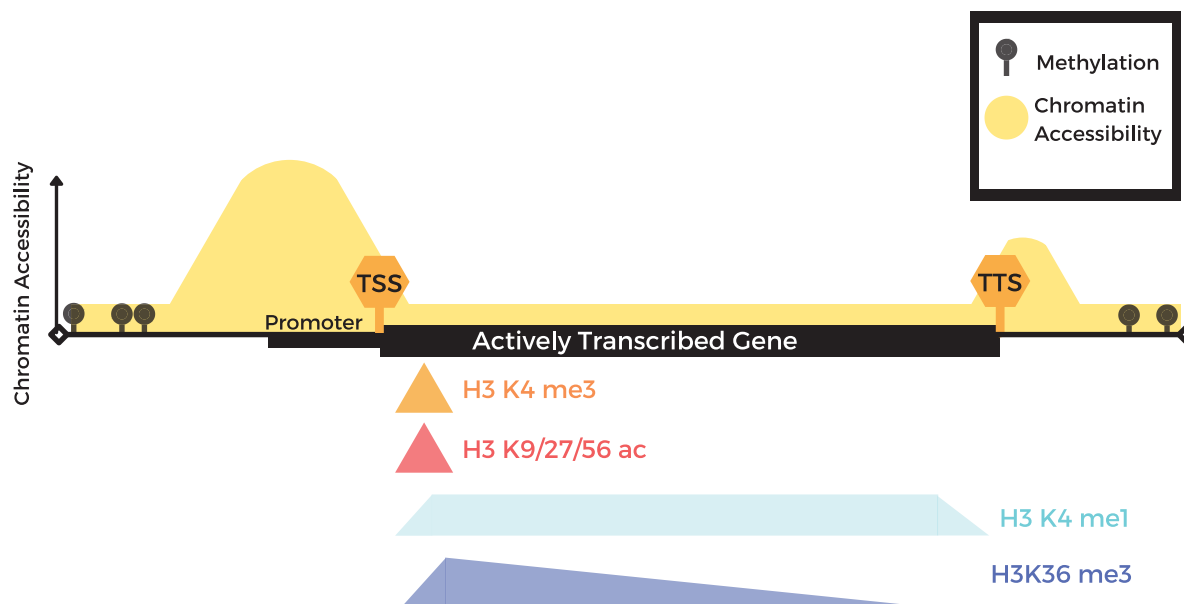 Methylation
Chromatin
Accessibility
Chromatin Accessibility
TSS
TTS
Promoter
Actively Transcribed Gene
H3 K4 me3
H3 K9/27/56 ac
H3 K4 me1
H3K36 me3